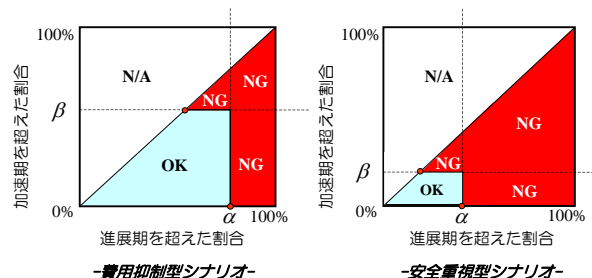 100%
加速期を超えた割合
N/A
NG
NG
β
OK
NG
0%
α
100%
進展期を超えた割合
-費用抑制型シナリオ-
100%
加速期を超えた割合
N/A
NG
NG
β
OK
NG
0%
α
100%
進展期を超えた割合
-安全重視型シナリオ-